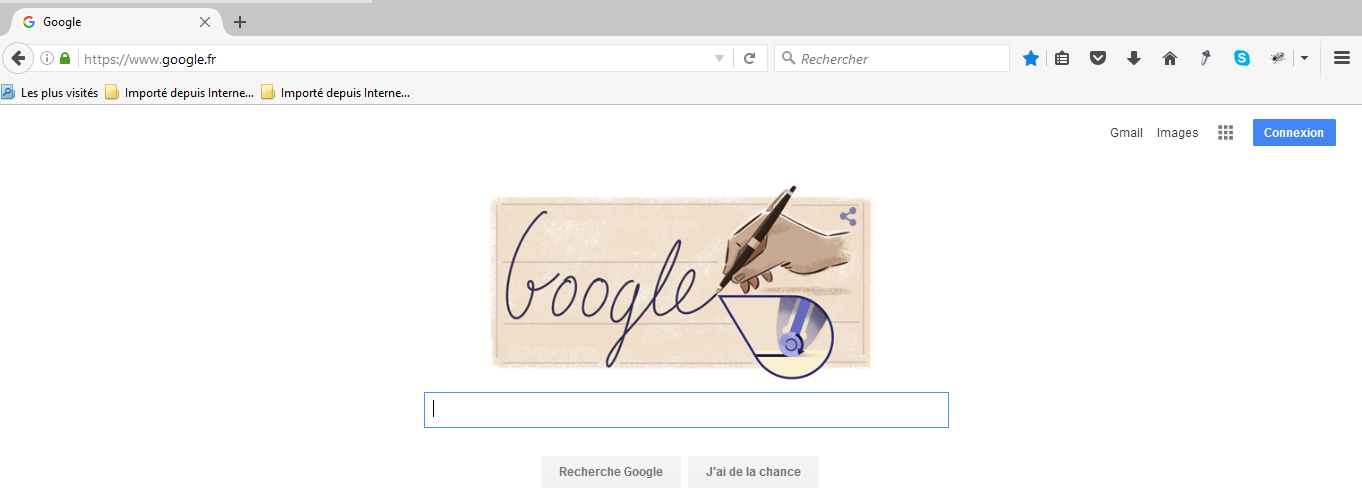 Google
https://www.google.fr
Rechercher
Les plus visités
Importé depuis Interne...
Importé depuis Interne...
Gmail
Images
Connexion
Google
Recherche Google
J'ai de la chance